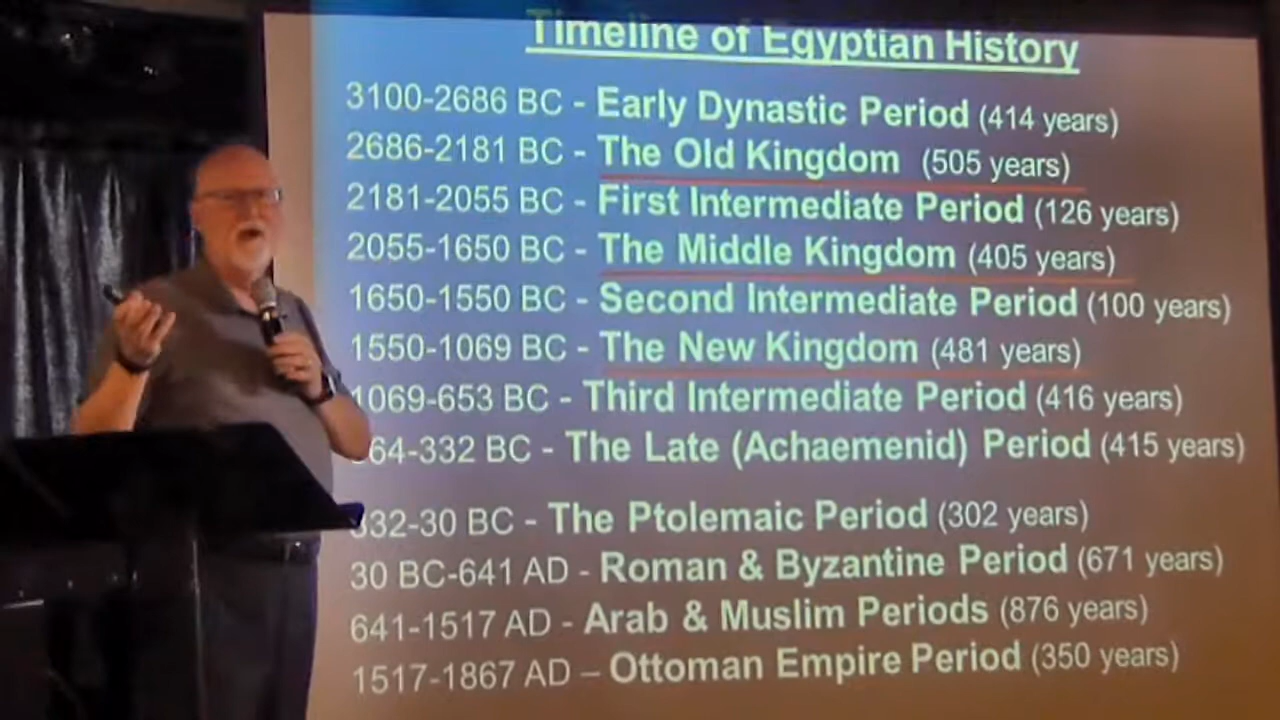 Timeline of Egyptian History
3100-2686 BC - Early Dynastic Period (414 years)
2686-2181 BC - The Old Kingdom (505 years)
2181-2055 BC - First Intermediate Period (126 years)
2055-1650 BC - The Middle Kingdom (405 years)
1650-1550 BC - Second Intermediate Period (100 years)
1550-1069 BC - The New Kingdom (481 years)
1069-653 BC - Third Intermediate Period (416 years)
64-332 BC - The Late (Achaemenid) Period (415 years)
332-30 BC - The Ptolemaic Period (302 years)
30 BC-641 AD - Roman & Byzantine Period (671 years)
641-1517 AD - Arab & Muslim Periods (876 years)
1517-1867 AD – Ottoman Empire Period (350 years)